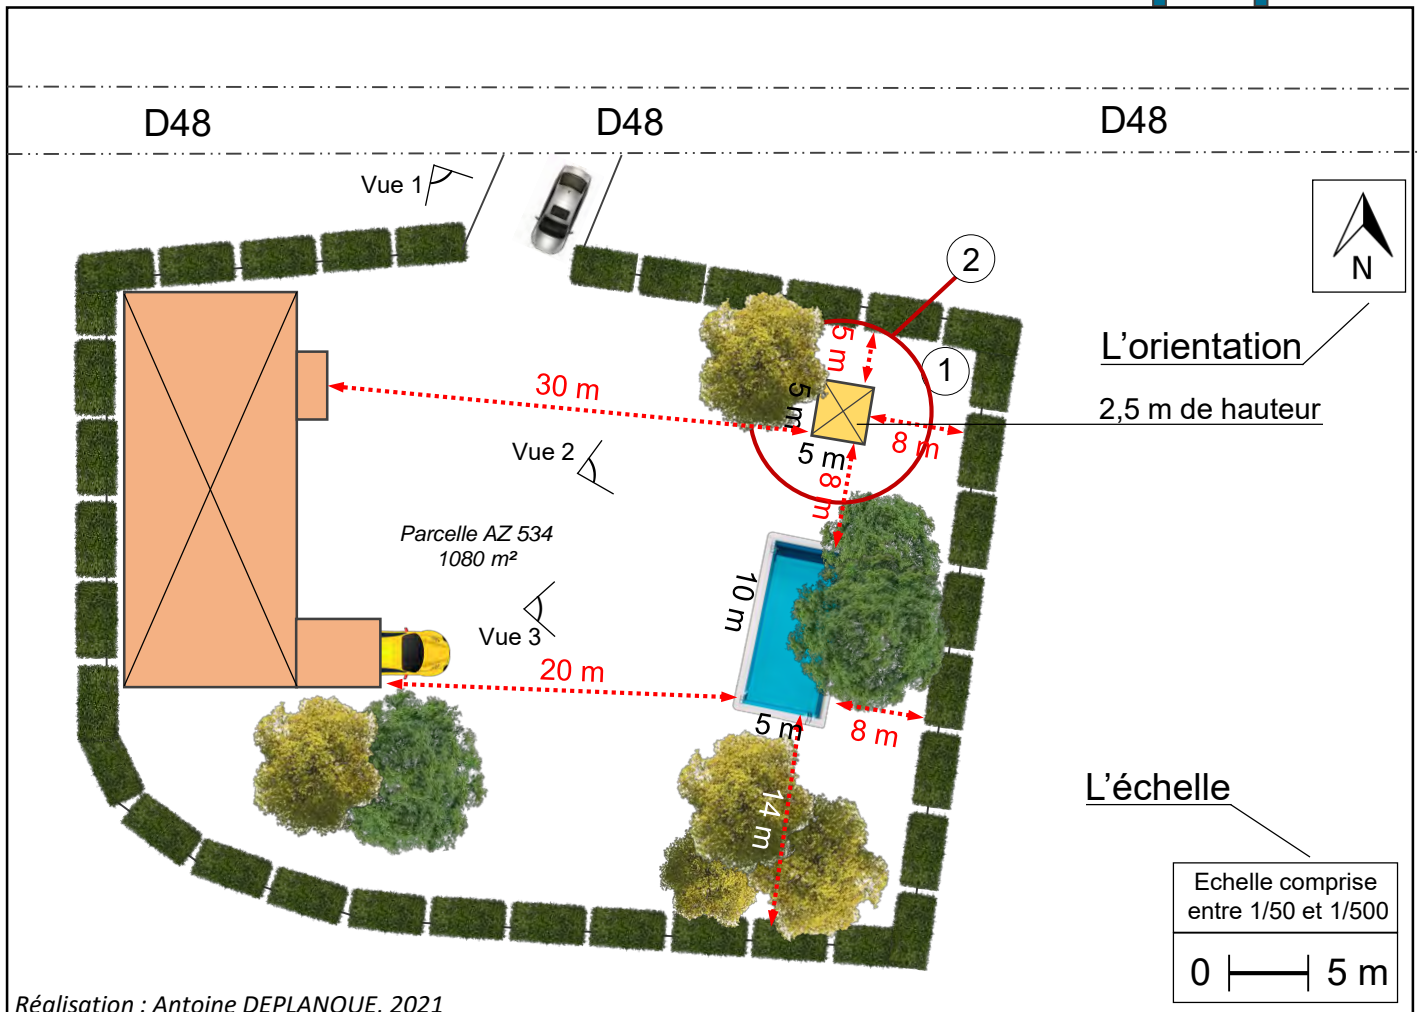 D48
D48
D48
Vue 1
2
N
L'orientation
1
5 m
30 m
5 m
2,5 m de hauteur
8 m
5 m
Vue 2
8 m
Parcelle AZ 534
1080 m²
10 m
Vue 3
20 m
5 m
8 m
14 m
L'échelle
Echelle comprise
entre 1/50 et 1/500
0 5 m
Réalisation : Antoine DEPLANQUE, 2021